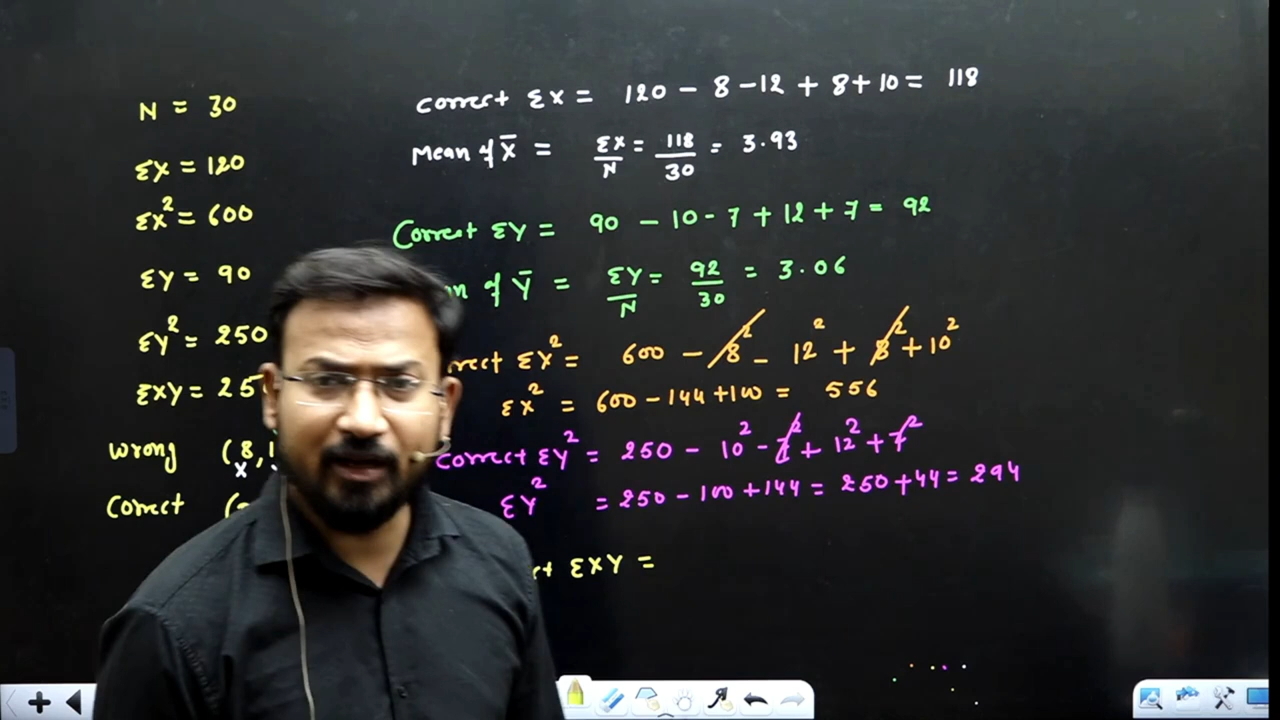 N = 30
ΣX = 120
ΣX² = 600
ΣY = 90
ΣY² = 250
ΣXY =
wrong (8,
X
Correct
Correct ΣX = 120 - 8 - 12 + 8 + 10 = 118
Mean of X̄ = ΣX/N = 118/30 = 3.93
Correct ΣY = 90 - 10 - 7 + 12 + 7 = 92
of Ȳ = ΣY/N = 92/30 = 3.06
ΣX² = 600 - 8² - 12² + 8² + 10²
ΣX² = 600 - 144 + 100 = 556
Correct ΣY² = 250 - 10² - 7² + 12² + 7²
ΣY² = 250 - 100 + 144 = 250 + 44 = 294
ΣXY =